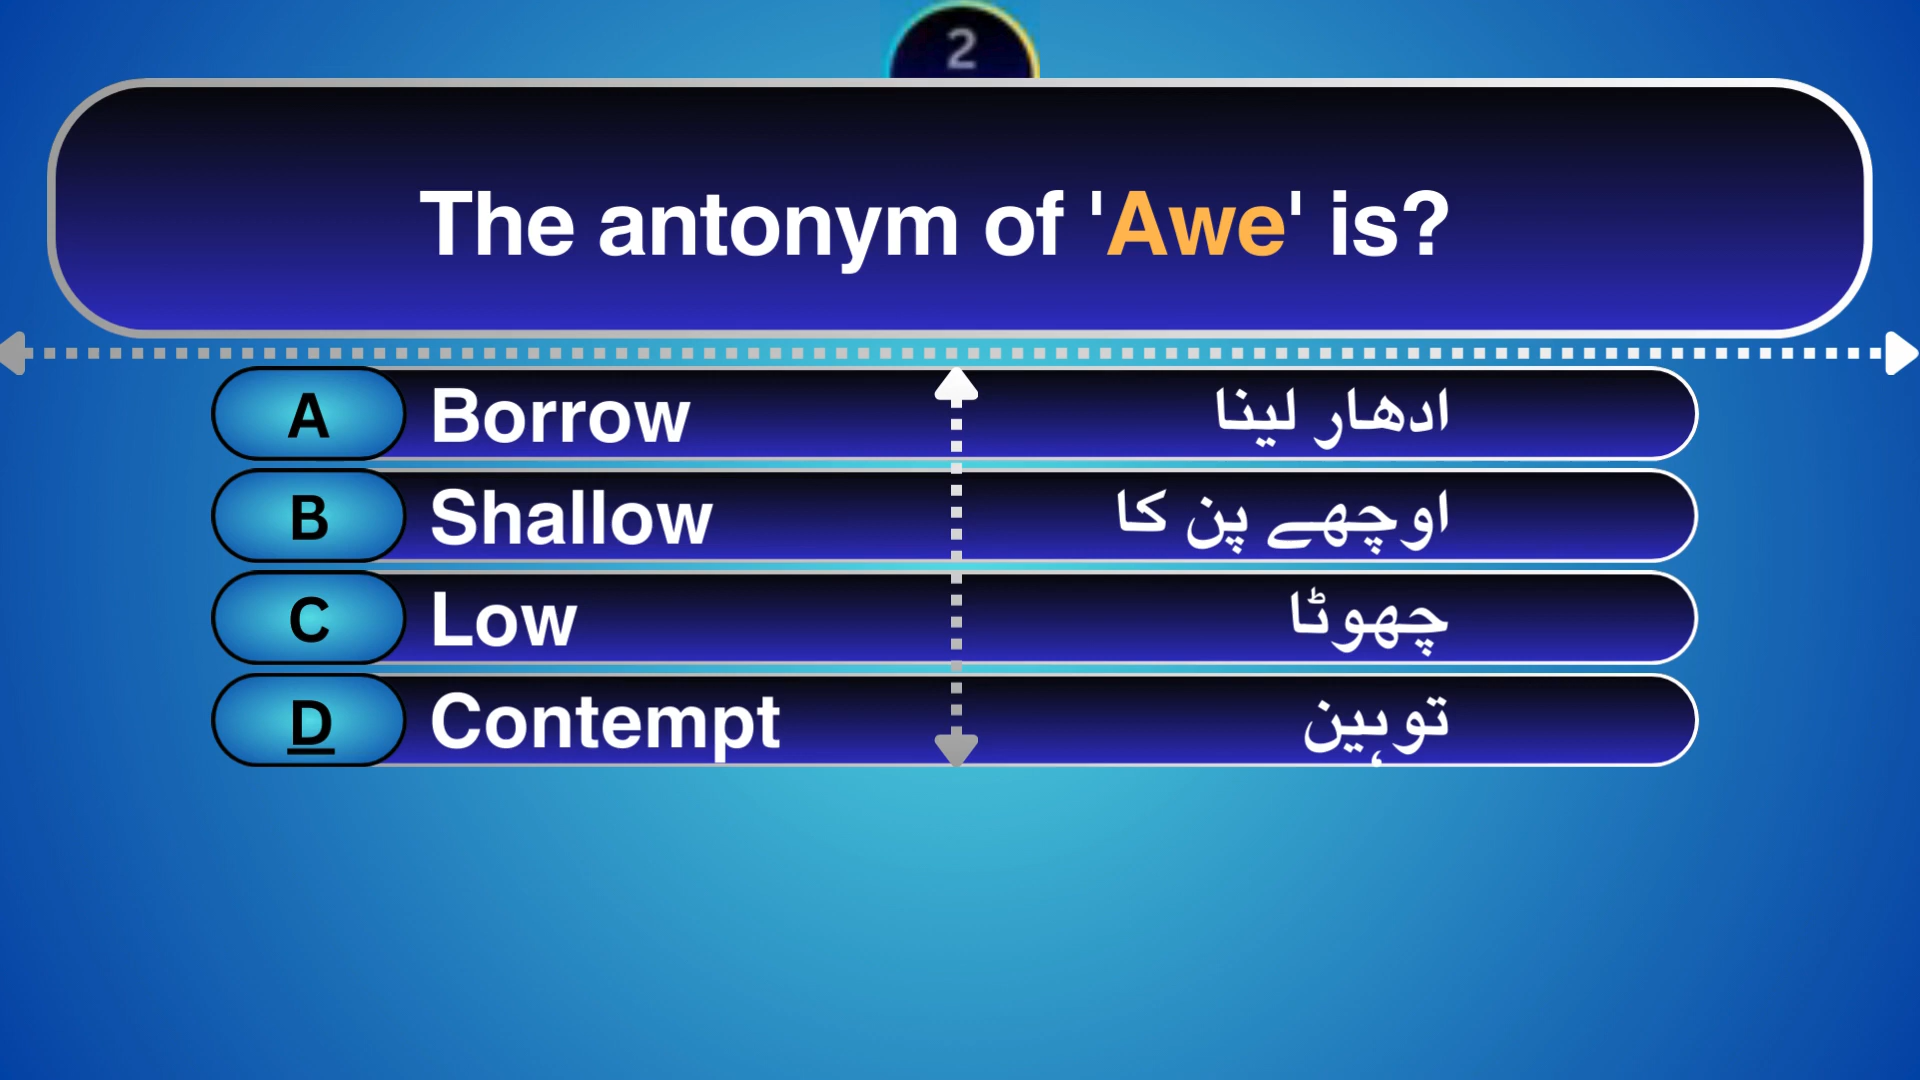 2
The antonym of 'Awe' is?
A Borrow ادھار لینا
B Shallow اوچھے پن کا
C Low چھوٹا
D Contempt توہین